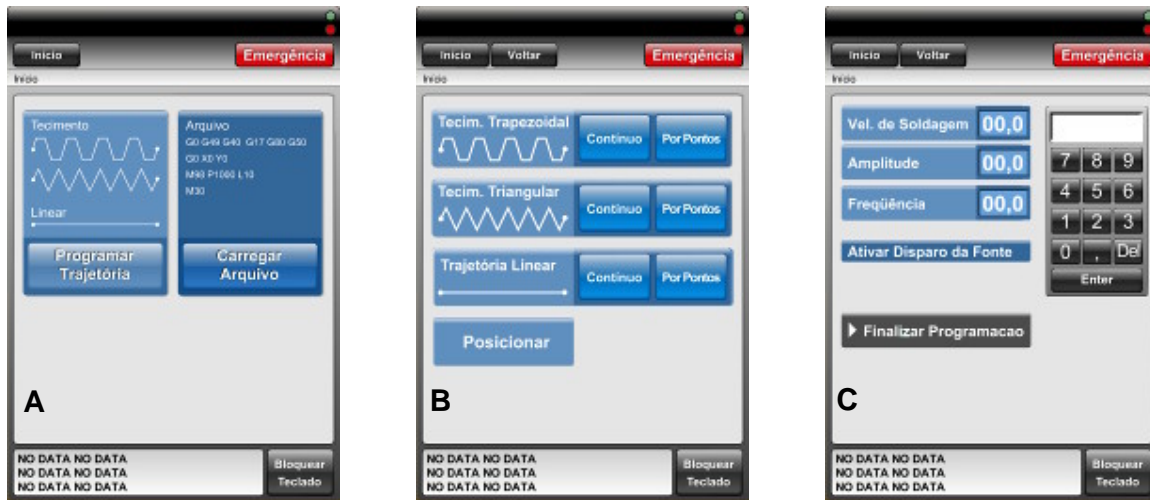 Início
Emergência
Início
Tecimento
Linear
Programar
Trajetória
Arquivo
G0 G49 G40 G17 G80 G50
G0 X0 Y0
M98 P1000 L10
M30
Carregar
Arquivo
A
NO DATA NO DATA
NO DATA NO DATA
NO DATA NO DATA
Bloquear
Teclado
Início
Voltar
Emergência
Início
Tecim. Trapezoidal
Contínuo
Por Pontos
Tecim. Triangular
Contínuo
Por Pontos
Trajetória Linear
Contínuo
Por Pontos
Posicionar
B
NO DATA NO DATA
NO DATA NO DATA
NO DATA NO DATA
Bloquear
Teclado
Início
Voltar
Emergência
Início
Vel. de Soldagem 00,0
Amplitude 00,0
Freqüência 00,0
Ativar Disparo da Fonte
Finalizar Programacao
7 8 9
4 5 6
1 2 3
0 , Del
Enter
C
NO DATA NO DATA
NO DATA NO DATA
NO DATA NO DATA
Bloquear
Teclado